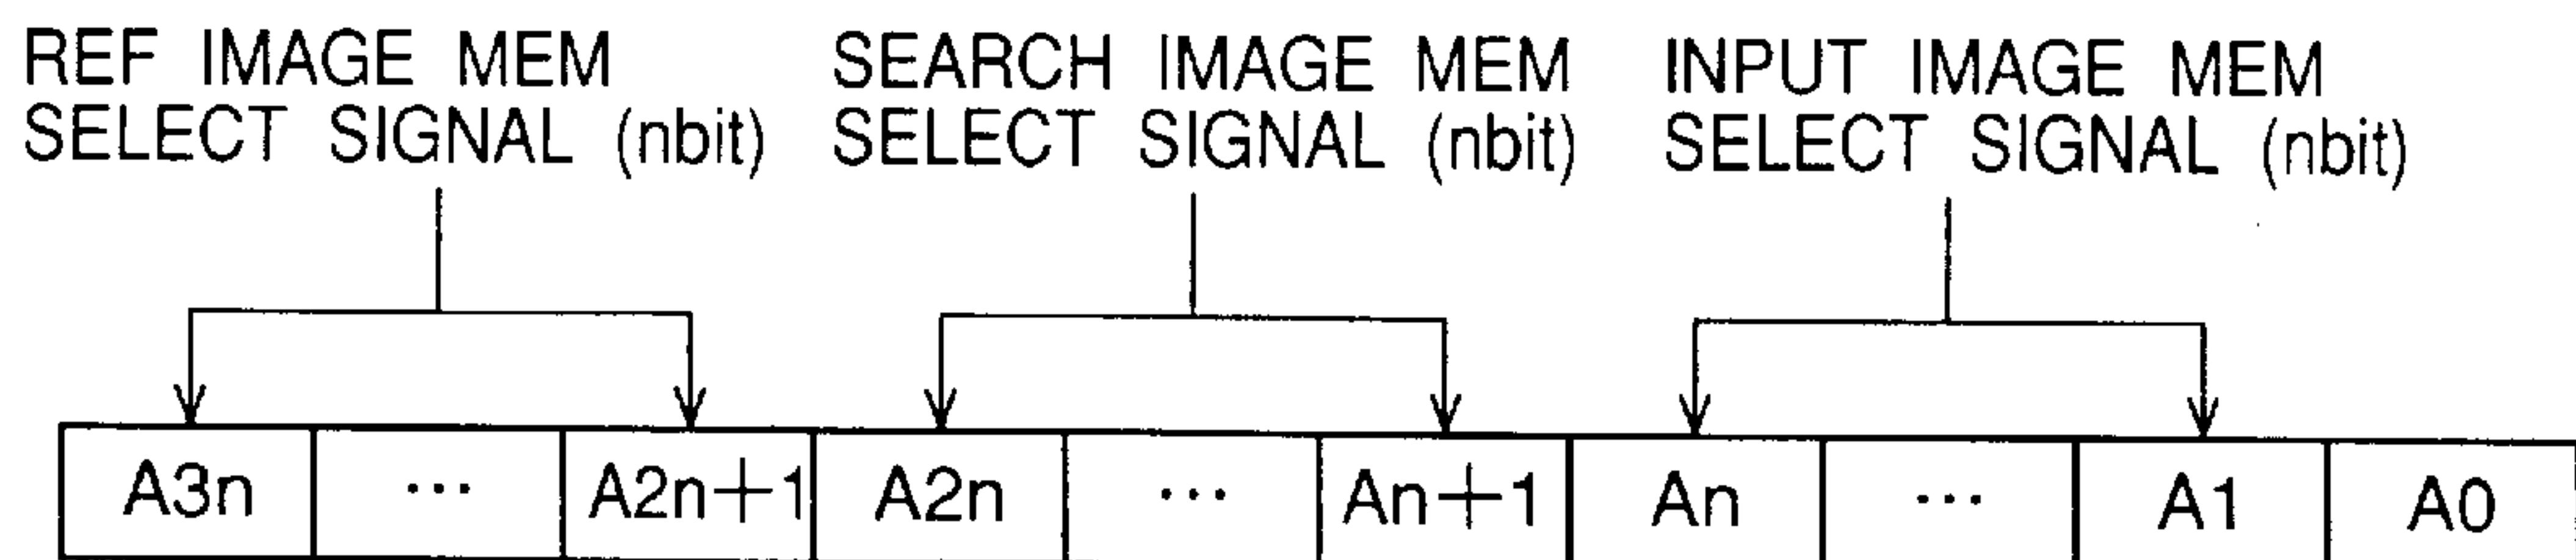 REF IMAGE MEM
SELECT SIGNAL (nbit)
SEARCH IMAGE MEM
SELECT SIGNAL (nbit)
INPUT IMAGE MEM
SELECT SIGNAL (nbit)
A3n ... A2n+1 A2n ... An+1 An ... A1 A0